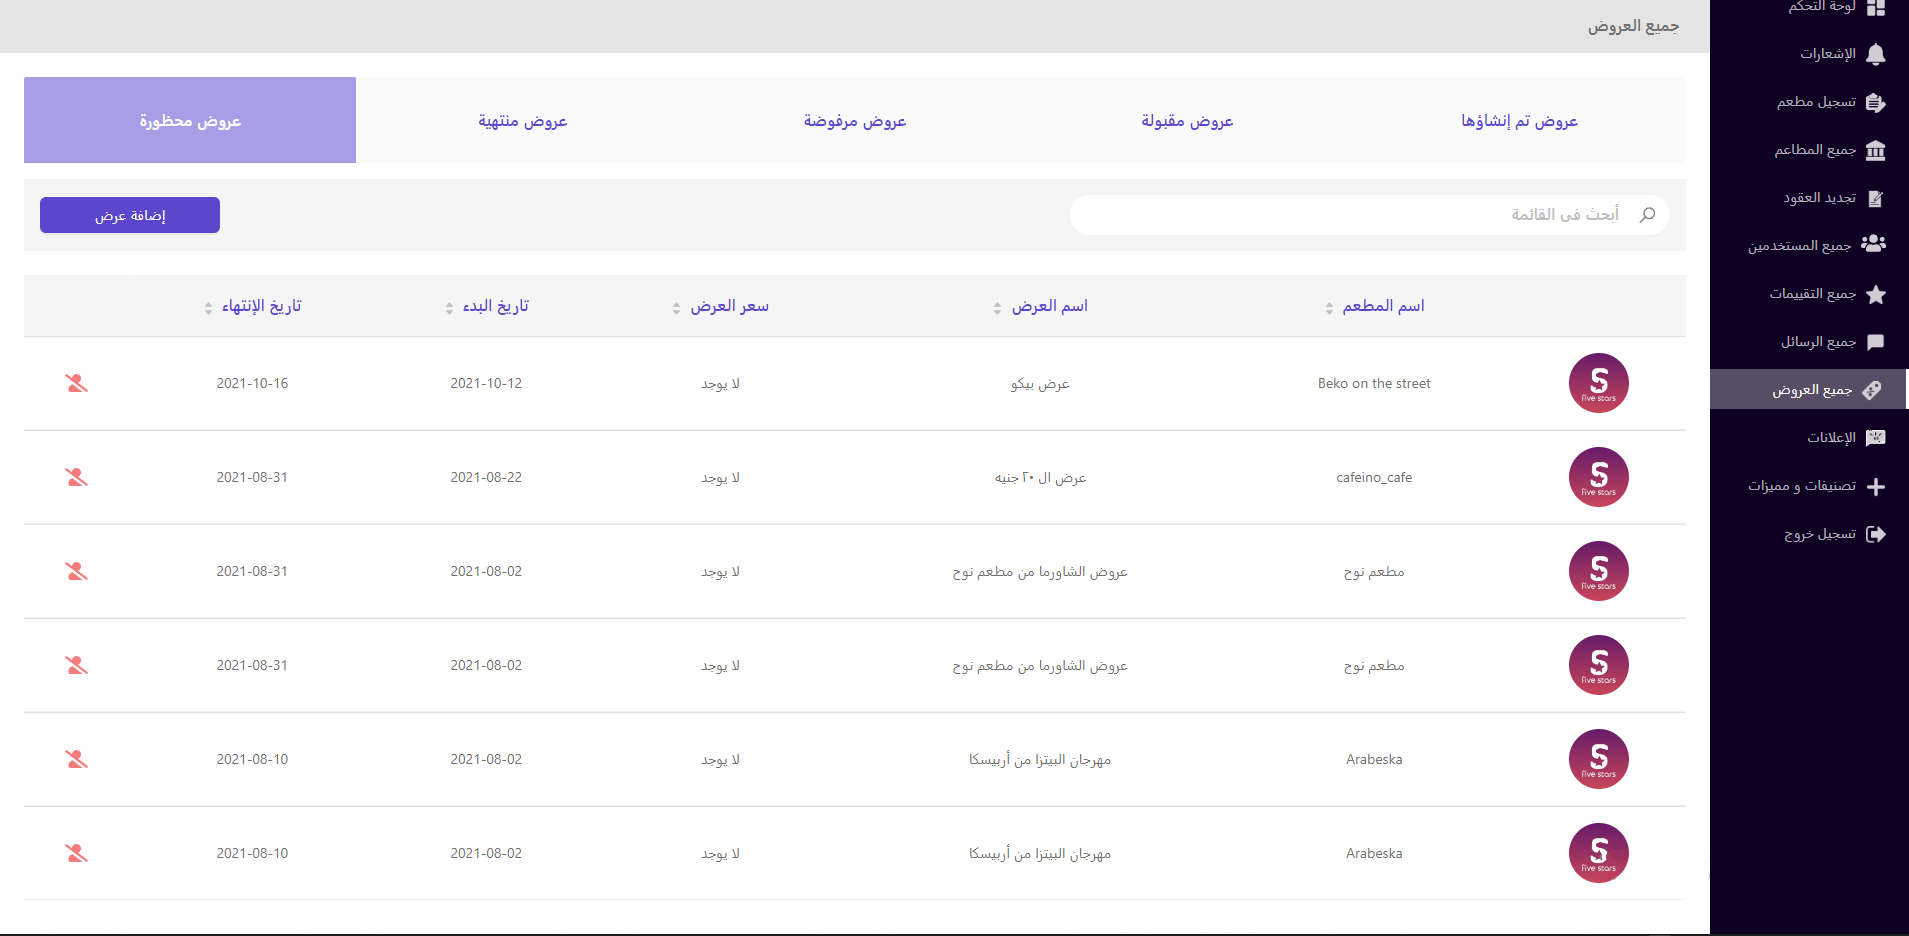 جميع العروض
لوحة التحكم
الإشعارات
تسجيل مطعم
جميع المطاعم
تجديد العقود
جميع المستخدمين
جميع التقييمات
جميع الرسائل
جميع العروض
الإعلانات
تصنيفات و مميزات
تسجيل خروج
عروض تم إنشاؤها عروض مقبولة عروض مرفوضة عروض منتهية عروض محظورة
أبحث فى القائمة إضافة عرض
اسم المطعم اسم العرض سعر العرض تاريخ البدء تاريخ الإنتهاء
Five stars Beko on the street عرض بيكو لا يوجد 2021-10-12 2021-10-16
Five stars cafeino_cafe عرض ال ٢٠ جنيه لا يوجد 2021-08-22 2021-08-31
Five stars مطعم نوح عروض الشاورما من مطعم نوح لا يوجد 2021-08-02 2021-08-31
Five stars مطعم نوح عروض الشاورما من مطعم نوح لا يوجد 2021-08-02 2021-08-31
Five stars Arabeska مهرجان البيتزا من أربيسكا لا يوجد 2021-08-02 2021-08-10
Five stars Arabeska مهرجان البيتزا من أربيسكا لا يوجد 2021-08-02 2021-08-10